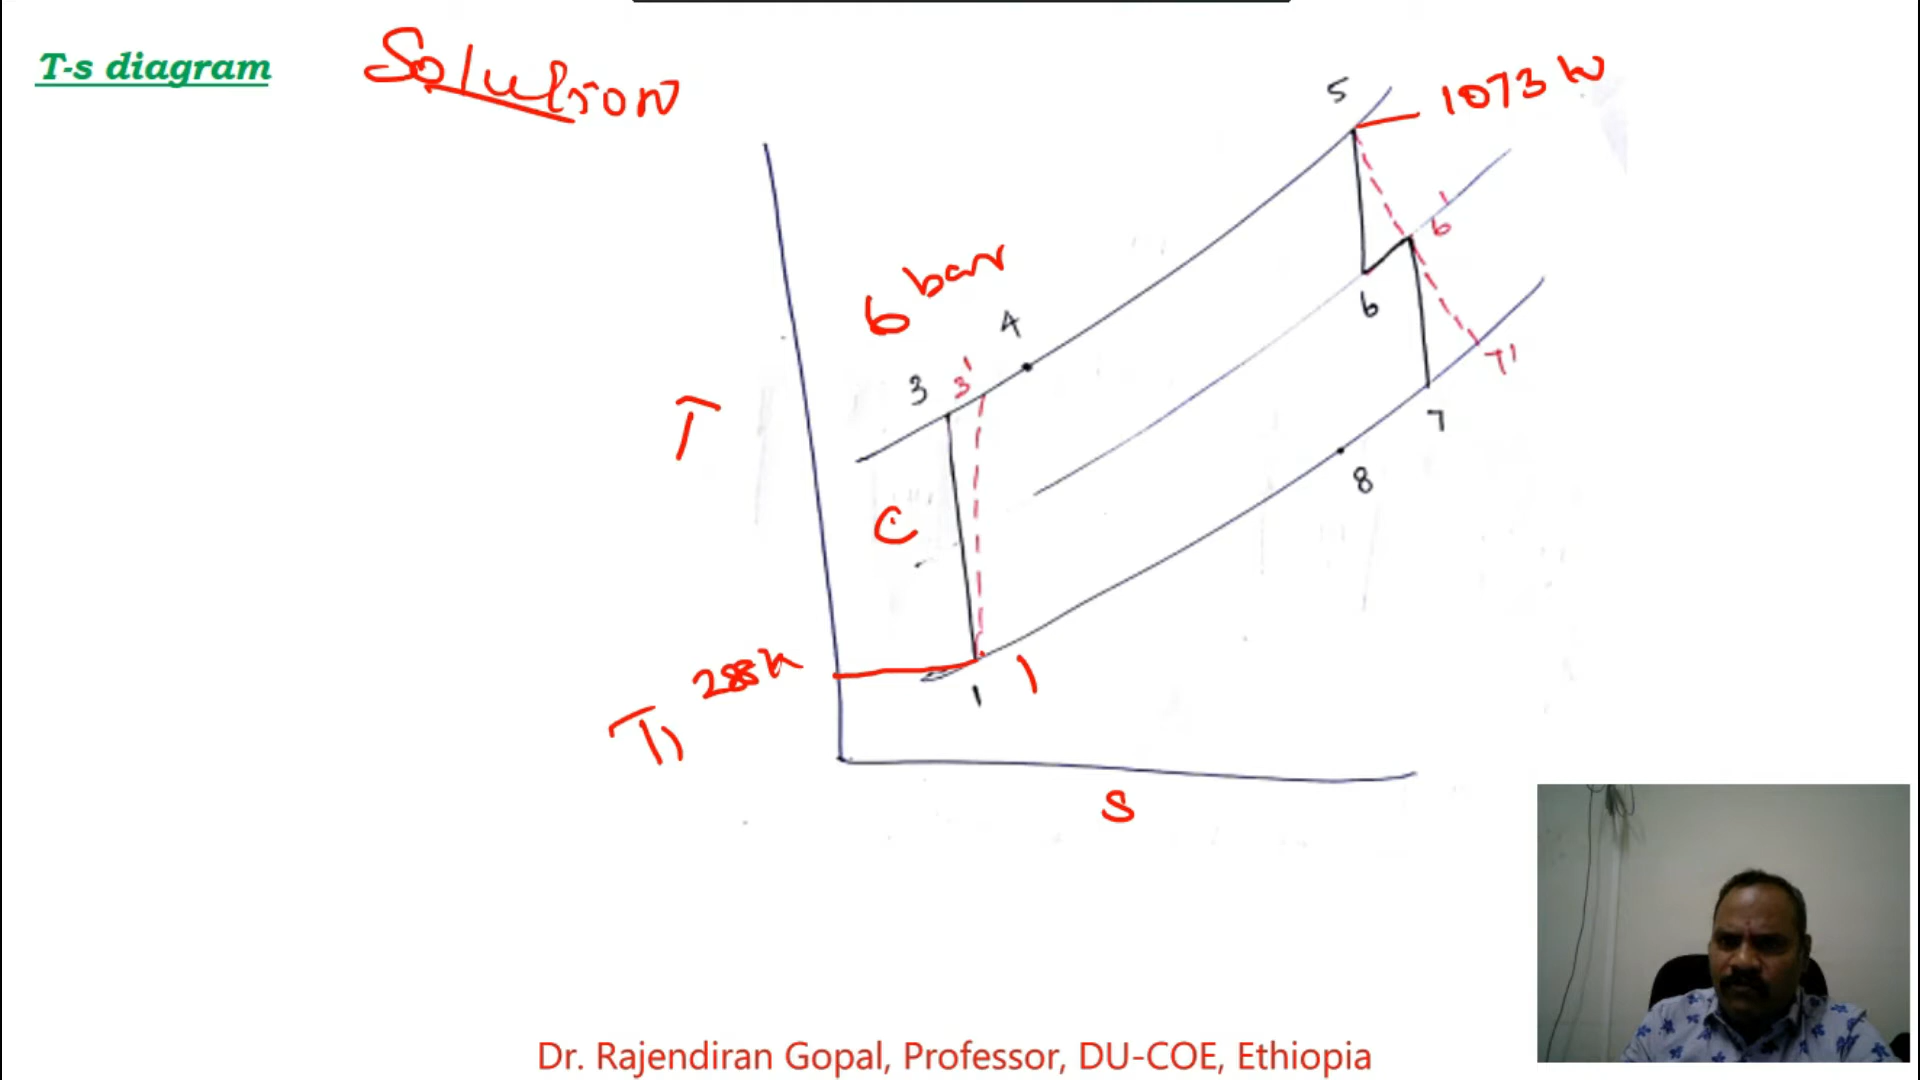 T-s diagram
Solution
5
1073 K
6'
6 bar
4
3
3'
6
T
7'
7
8
C
288K
T1
1
1
S
Dr. Rajendiran Gopal, Professor, DU-COE, Ethiopia